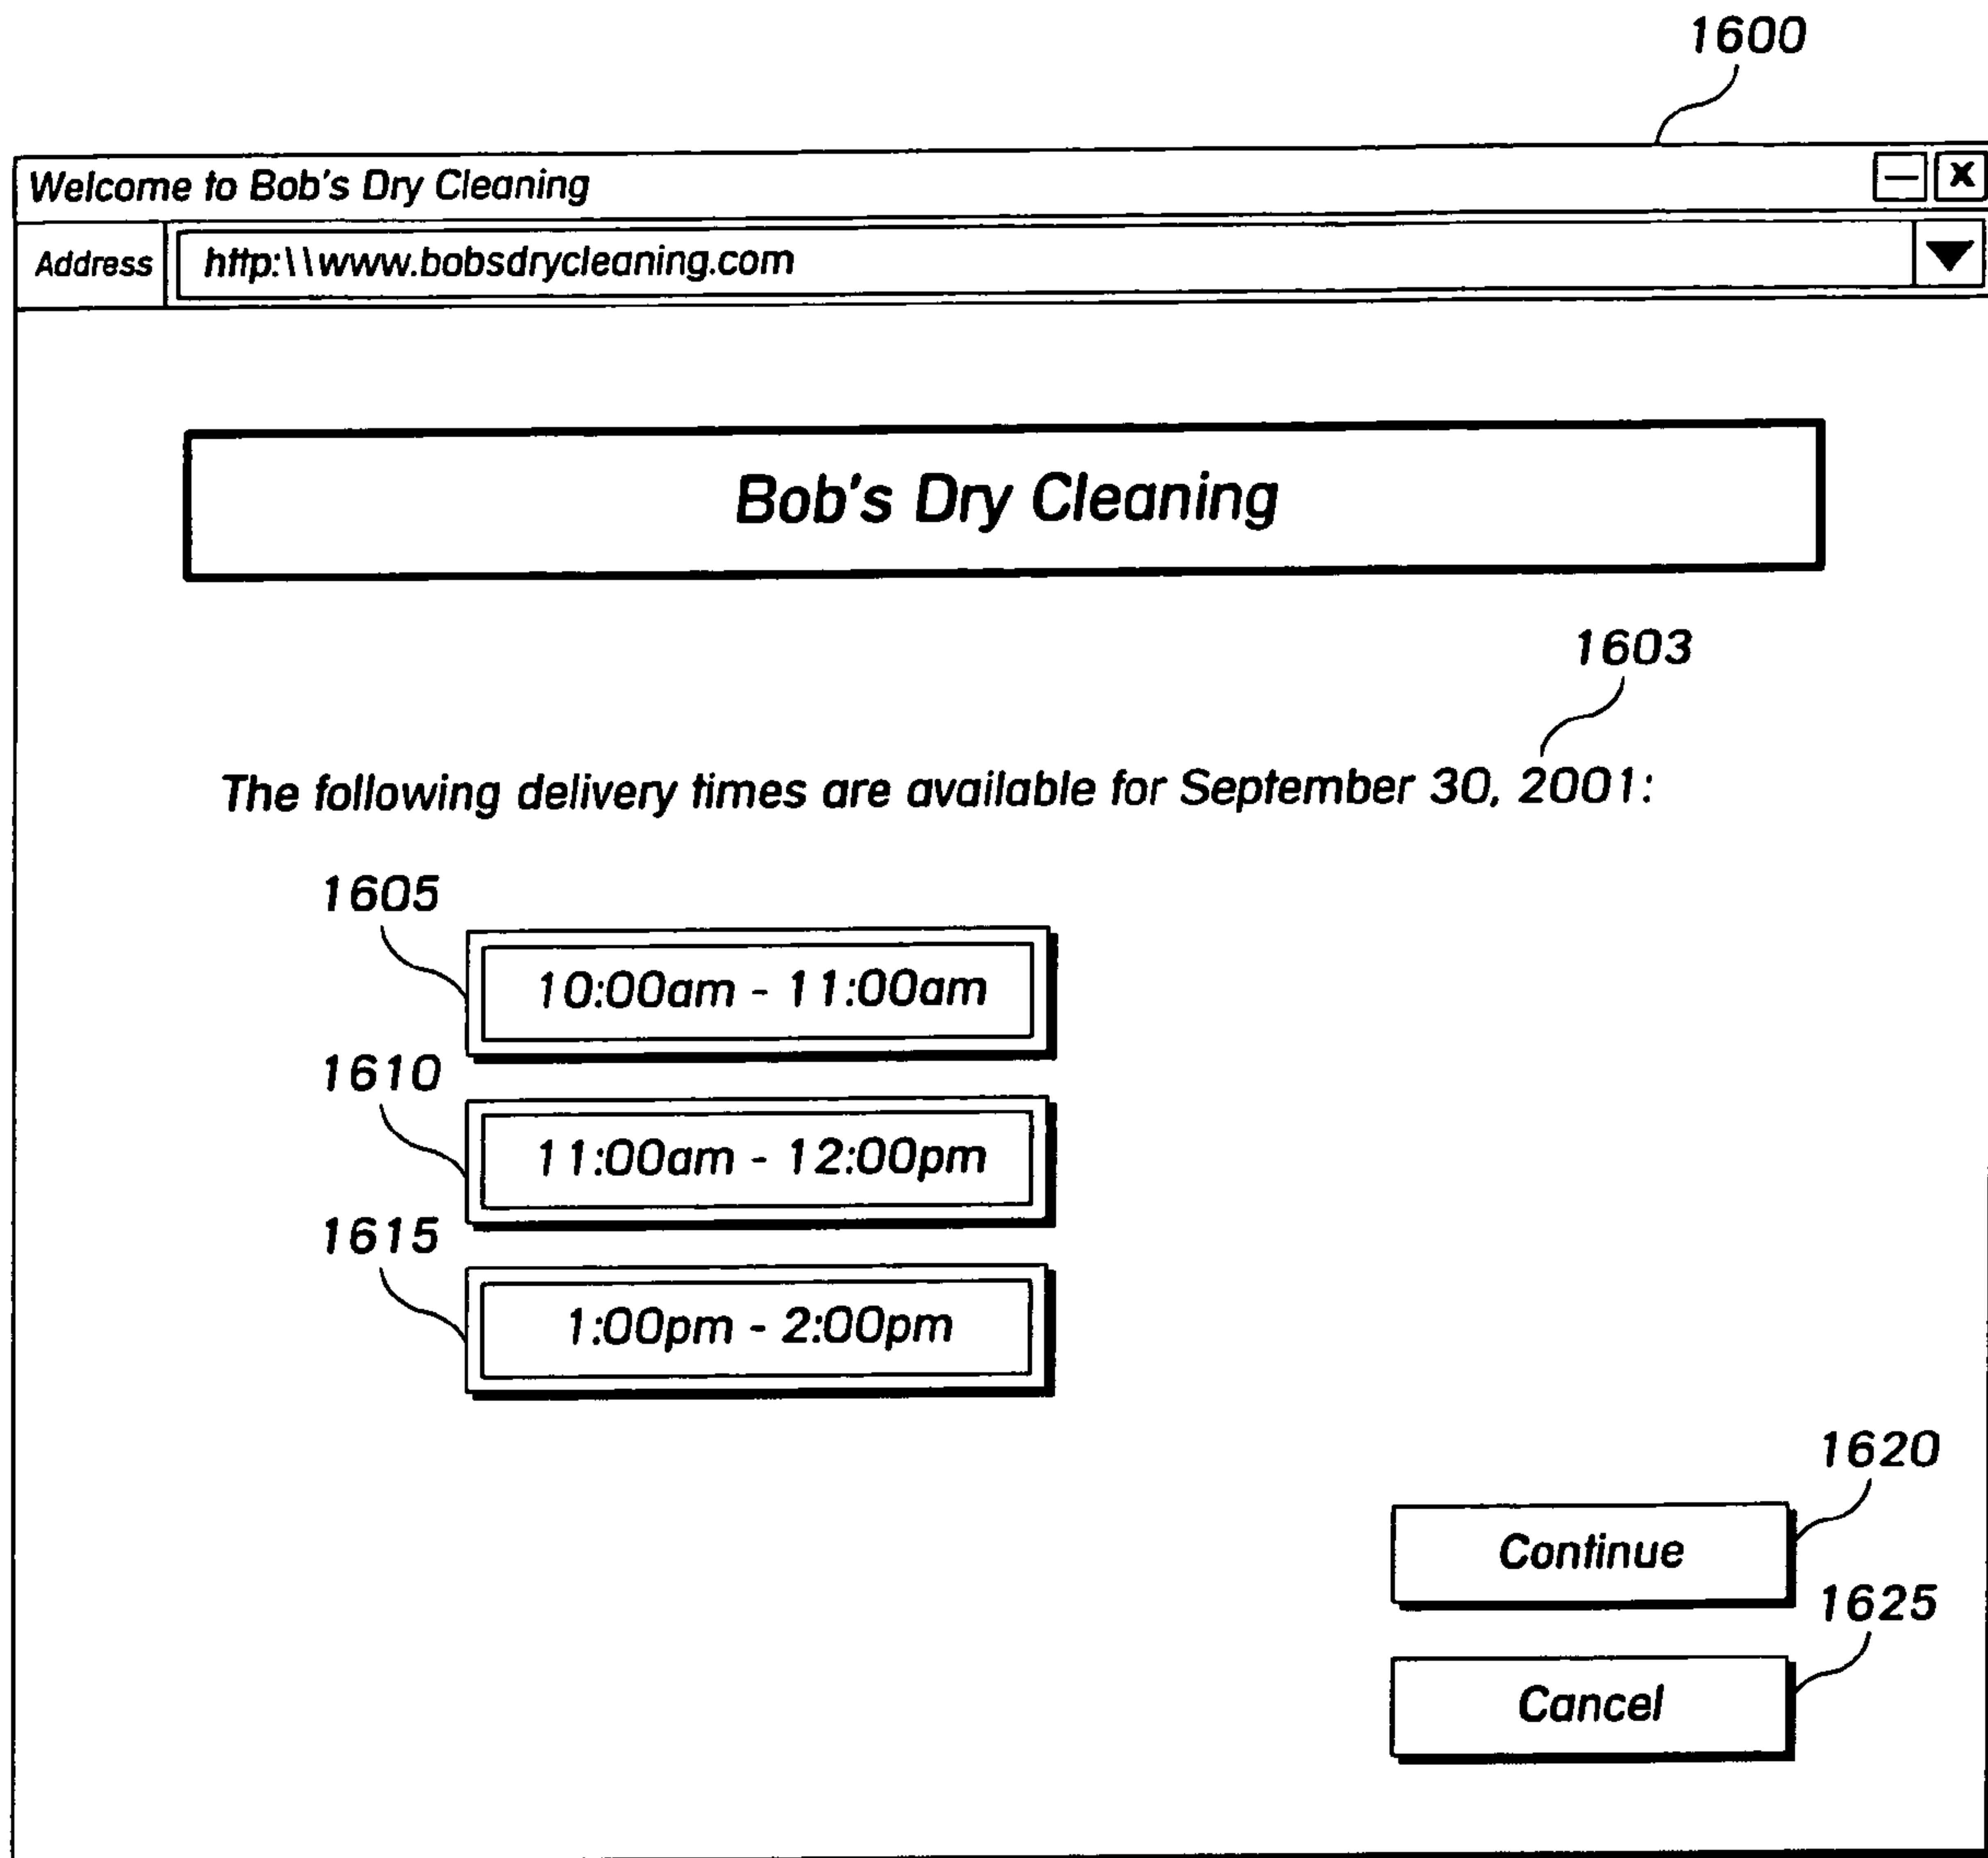 1600
Welcome to Bob's Dry Cleaning
x
Address http:\\www.bobsdrycleaning.com
Bob's Dry Cleaning
1603
The following delivery times are available for September 30, 2001:
1605
10:00am - 11:00am
1610
11:00am - 12:00pm
1615
1:00pm - 2:00pm
1620
Continue
1625
Cancel